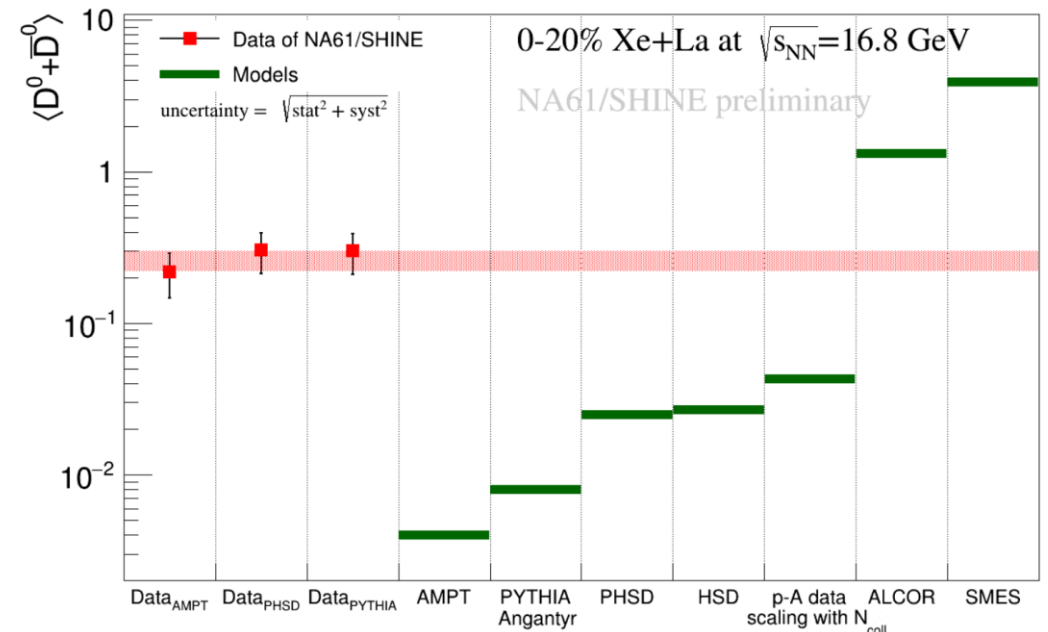 10
⟨D⁰+D̅⁰⟩
Data of NA61/SHINE
0-20% Xe+La at √s_NN=16.8 GeV
Models
NA61/SHINE preliminary
uncertainty = √stat² + syst²
1
10⁻¹
10⁻²
Data_AMPT Data_PHSD Data_PYTHIA AMPT PYTHIA PHSD HSD p-A data ALCOR SMES
Angantyr scaling with N_coll